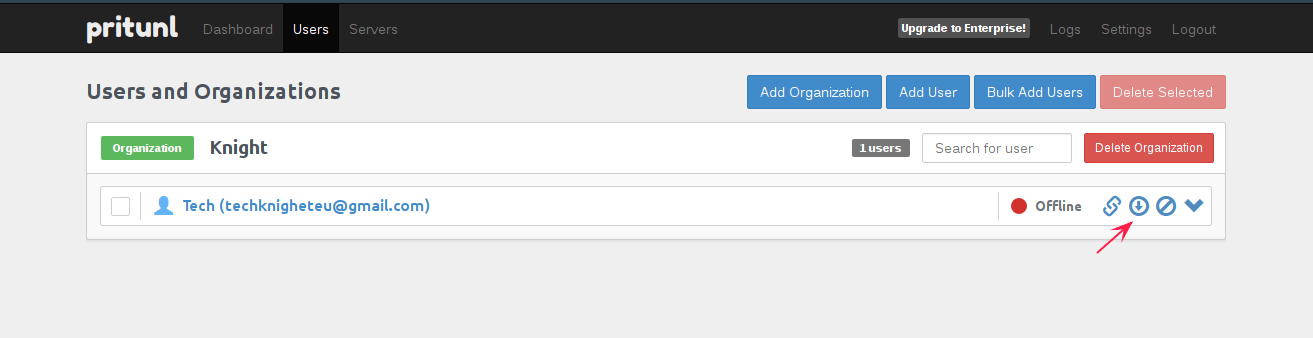 pritunl Dashboard Users Servers Upgrade to Enterprise! Logs Settings Logout
Users and Organizations Add Organization Add User Bulk Add Users Delete Selected
Organization Knight 1 users Search for user Delete Organization
Tech (techknigheteu@gmail.com) Offline